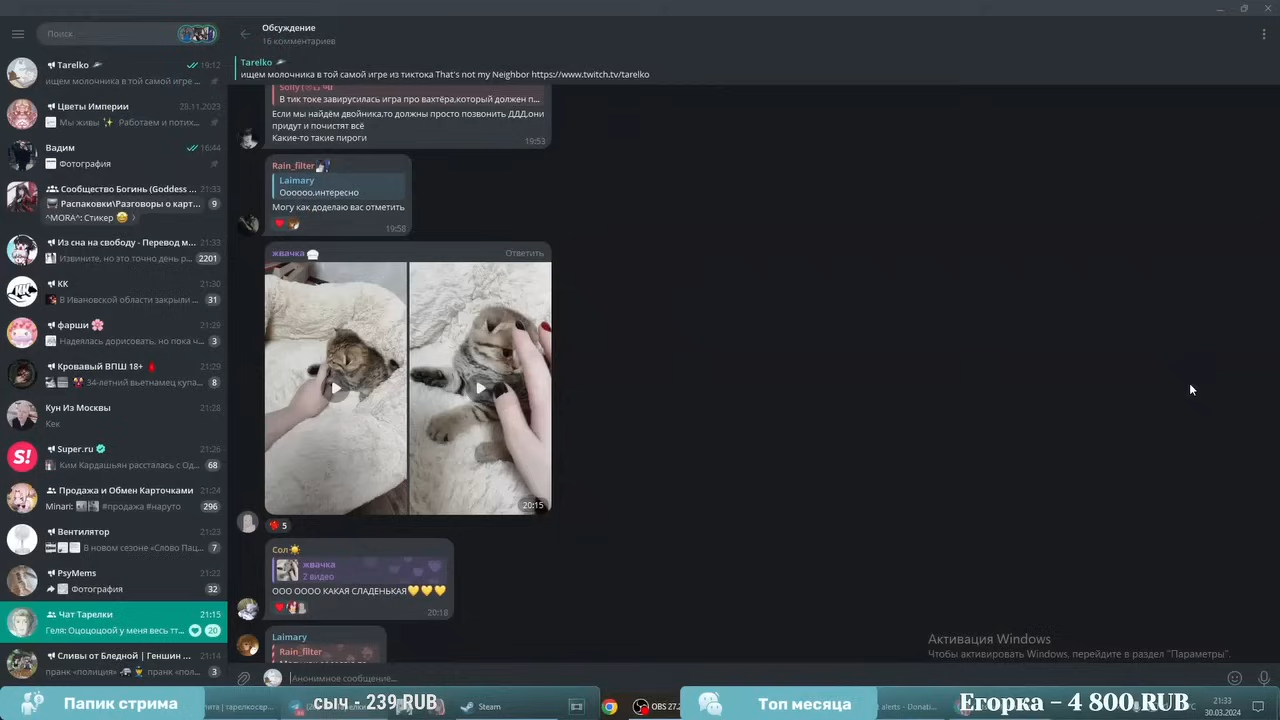 Поиск
Tarelko
19:12
ищем молочника в той самой игре ...
Цветы Империи
28.11.2023
Мы живы ✨ Работаем и потих...
Вадим
16:44
Фотография
Сообщество Богинь (Goddess ...
21:33
Распаковки\Разговоры о карт...
9
^MORA^: Стикер
Из сна на свободу - Перевод м...
21:33
Извините, но это точно день р...
2201
КК
21:30
В Ивановской области закрыли ...
31
фарши 🌸
21:29
Надеялась дорисовать, но пока ч...
3
Кровавый ВПШ 18+
21:29
34-летний вьетнамец купа...
8
Кун Из Москвы
21:28
Кек
Super.ru
21:26
Ким Кардашьян рассталась с Од...
68
Продажа и Обмен Карточками
21:24
Minari: #продажа #наруто
296
Вентилятор
21:23
В новом сезоне «Слово Пац...
7
PsyMems
21:22
Фотография
32
Чат Тарелки
21:15
Геля: Оцоцоцоой у меня весь тт...
20
Сливы от Бледной | Геншин ...
21:14
пранк «полиция» пранк «пол...
3
Обсуждение
16 комментариев
Tarelko
ищем молочника в той самой игре из тиктока That's not my Neighbor https://www.twitch.tv/tarelko
В тик токе завирусилась игра про вахтёра,который должен п...
Если мы найдём двойника.то должны просто позвонить ДДД,они
придут и почистят всё
Какие-то такие пироги
19:53
Rain_filter
Laimary
Оооооо.интересно
Могу как доделаю вас отметить
19:58
жвачка
Ответить
20:15
5
Сол☀
жвачка
2 видео
ООО ОООО КАКАЯ СЛАДЕНЬКАЯ💛💛💛
20:18
Laimary
Rain_filter
Анонимное сообщение...
Активация Windows
Чтобы активировать Windows, перейдите в раздел "Параметры".
Папик стрима
сыч - 239 RUB
Steam
OBS 27.2
Топ месяца
Егорка – 4 800 RUB
21:33
30.03.2024